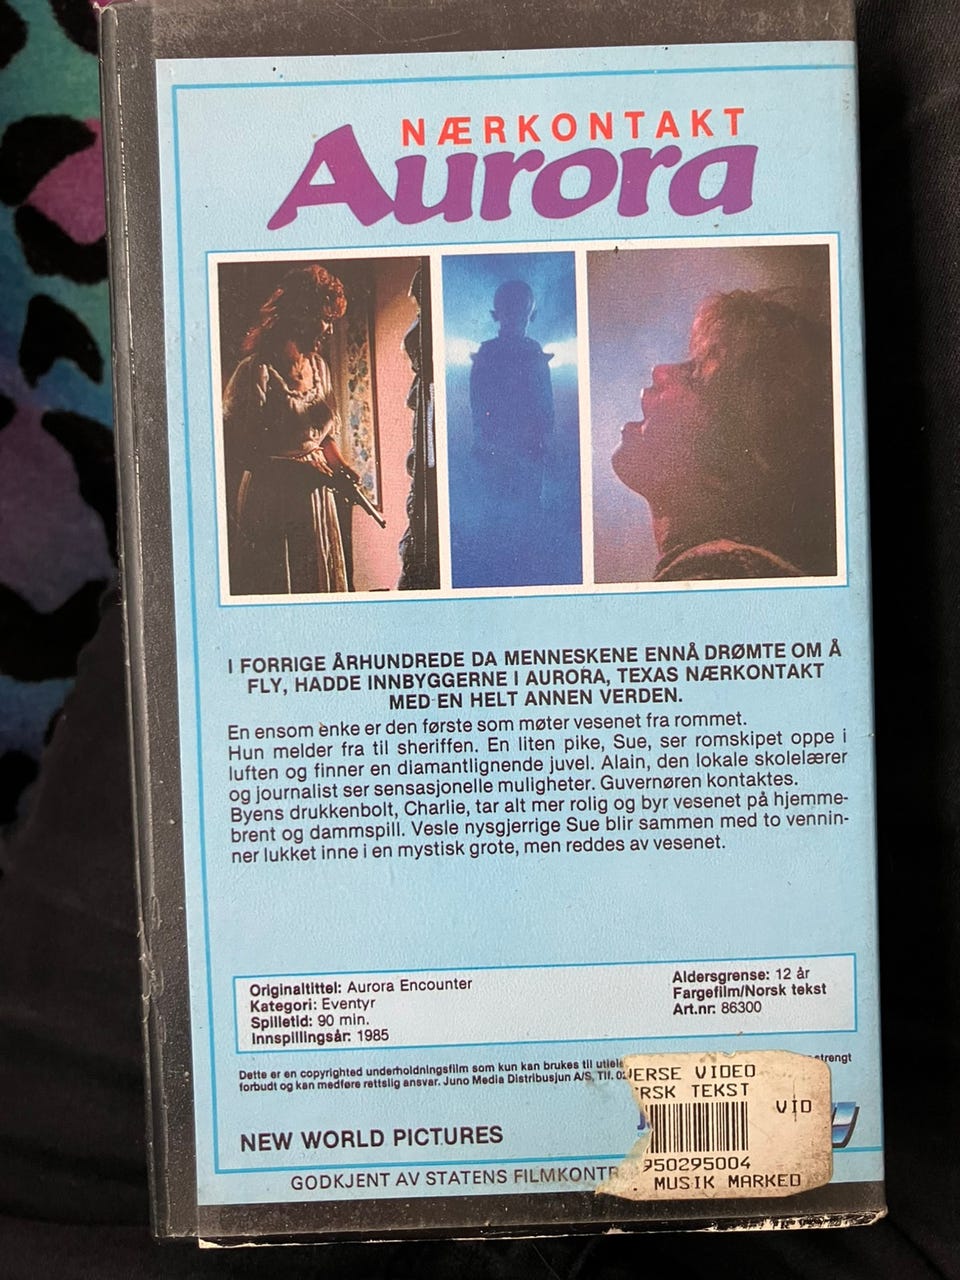 NÆRKONTAKT
Aurora
I FORRIGE ÅRHUNDREDE DA MENNESKENE ENNÅ DRØMTE OM Å
FLY, HADDE INNBYGGERNE I AURORA, TEXAS NÆRKONTAKT
MED EN HELT ANNEN VERDEN.
En ensom enke er den første som møter vesenet fra rommet.
Hun melder fra til sheriffen. En liten pike, Sue, ser romskipet oppe i
luften og finner en diamantlignende juvel. Alain, den lokale skolelærer
og journalist ser sensasjonelle muligheter. Guvernøren kontaktes.
Byens drukkenbolt, Charlie, tar alt mer rolig og byr vesenet på hjemme-
brent og dammspill. Vesle nysgjerrige Sue blir sammen med to vennin-
ner lukket inne i en mystisk grote, men reddes av vesenet.
Originaltittel: Aurora Encounter
Kategori: Eventyr
Spilletid: 90 min.
Innspillingsår: 1985
Aldersgrense: 12 år
Fargefilm/Norsk tekst
Art.nr: 86300
Dette er en copyrighted underholdningsfilm som kun kan brukes til strengt
forbudt og kan medføre rettslig ansvar. Juno Media Distribusjun A/S, Tlf.
VERSE VIDEO
RSK TEKST
VID
950295004
MUSIK MARKED
NEW WORLD PICTURES
GODKJENT AV STATENS